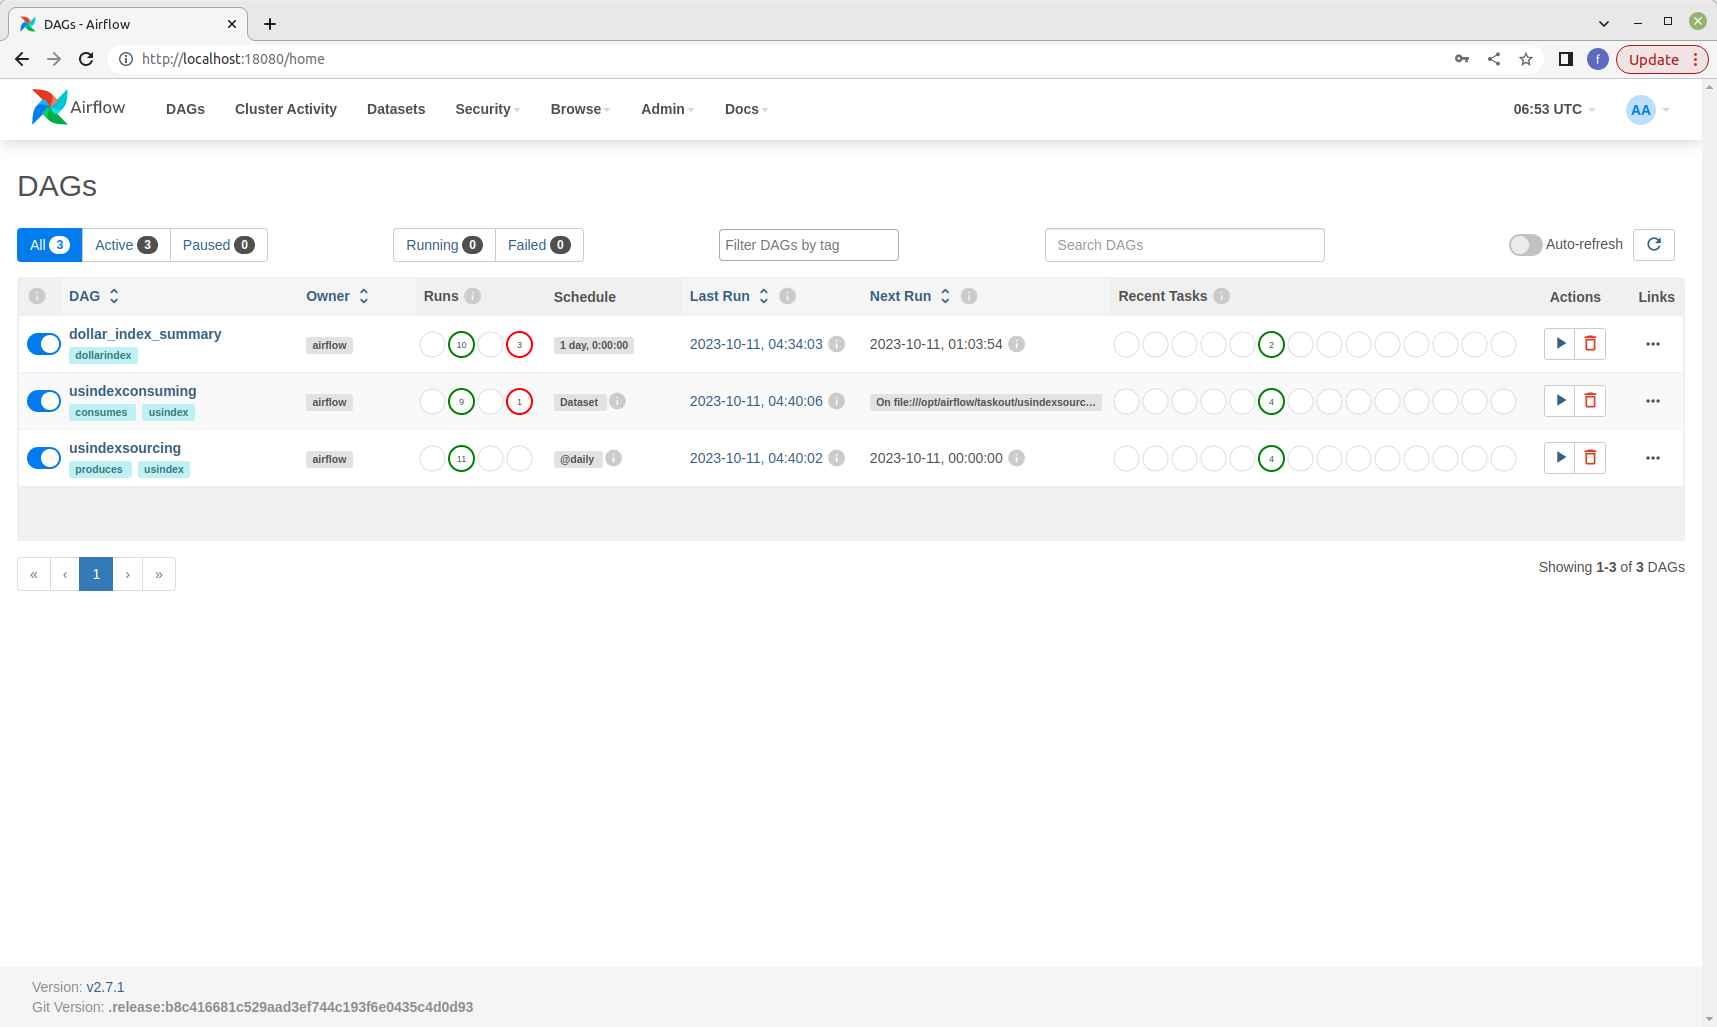 DAGs - Airflow
http://localhost:18080/home
f
Update
Airflow
DAGs
Cluster Activity
Datasets
Security
Browse
Admin
Docs
06:53 UTC
AA
DAGs
All 3
Active 3
Paused 0
Running 0
Failed 0
Filter DAGs by tag
Search DAGs
Auto-refresh
DAG
Owner
Runs
Schedule
Last Run
Next Run
Recent Tasks
Actions
Links
dollar_index_summary
dollarindex
airflow
10
3
1 day, 0:00:00
2023-10-11, 04:34:03
2023-10-11, 01:03:54
2
usindexconsuming
consumes
usindex
airflow
9
1
Dataset
2023-10-11, 04:40:06
On file:///opt/airflow/taskout/usindexsourc...
4
usindexsourcing
produces
usindex
airflow
11
@daily
2023-10-11, 04:40:02
2023-10-11, 00:00:00
4
« ‹ 1 › »
Showing 1-3 of 3 DAGs
Version: v2.7.1
Git Version: .release:b8c416681c529aad3ef744c193f6e0435c4d0d93